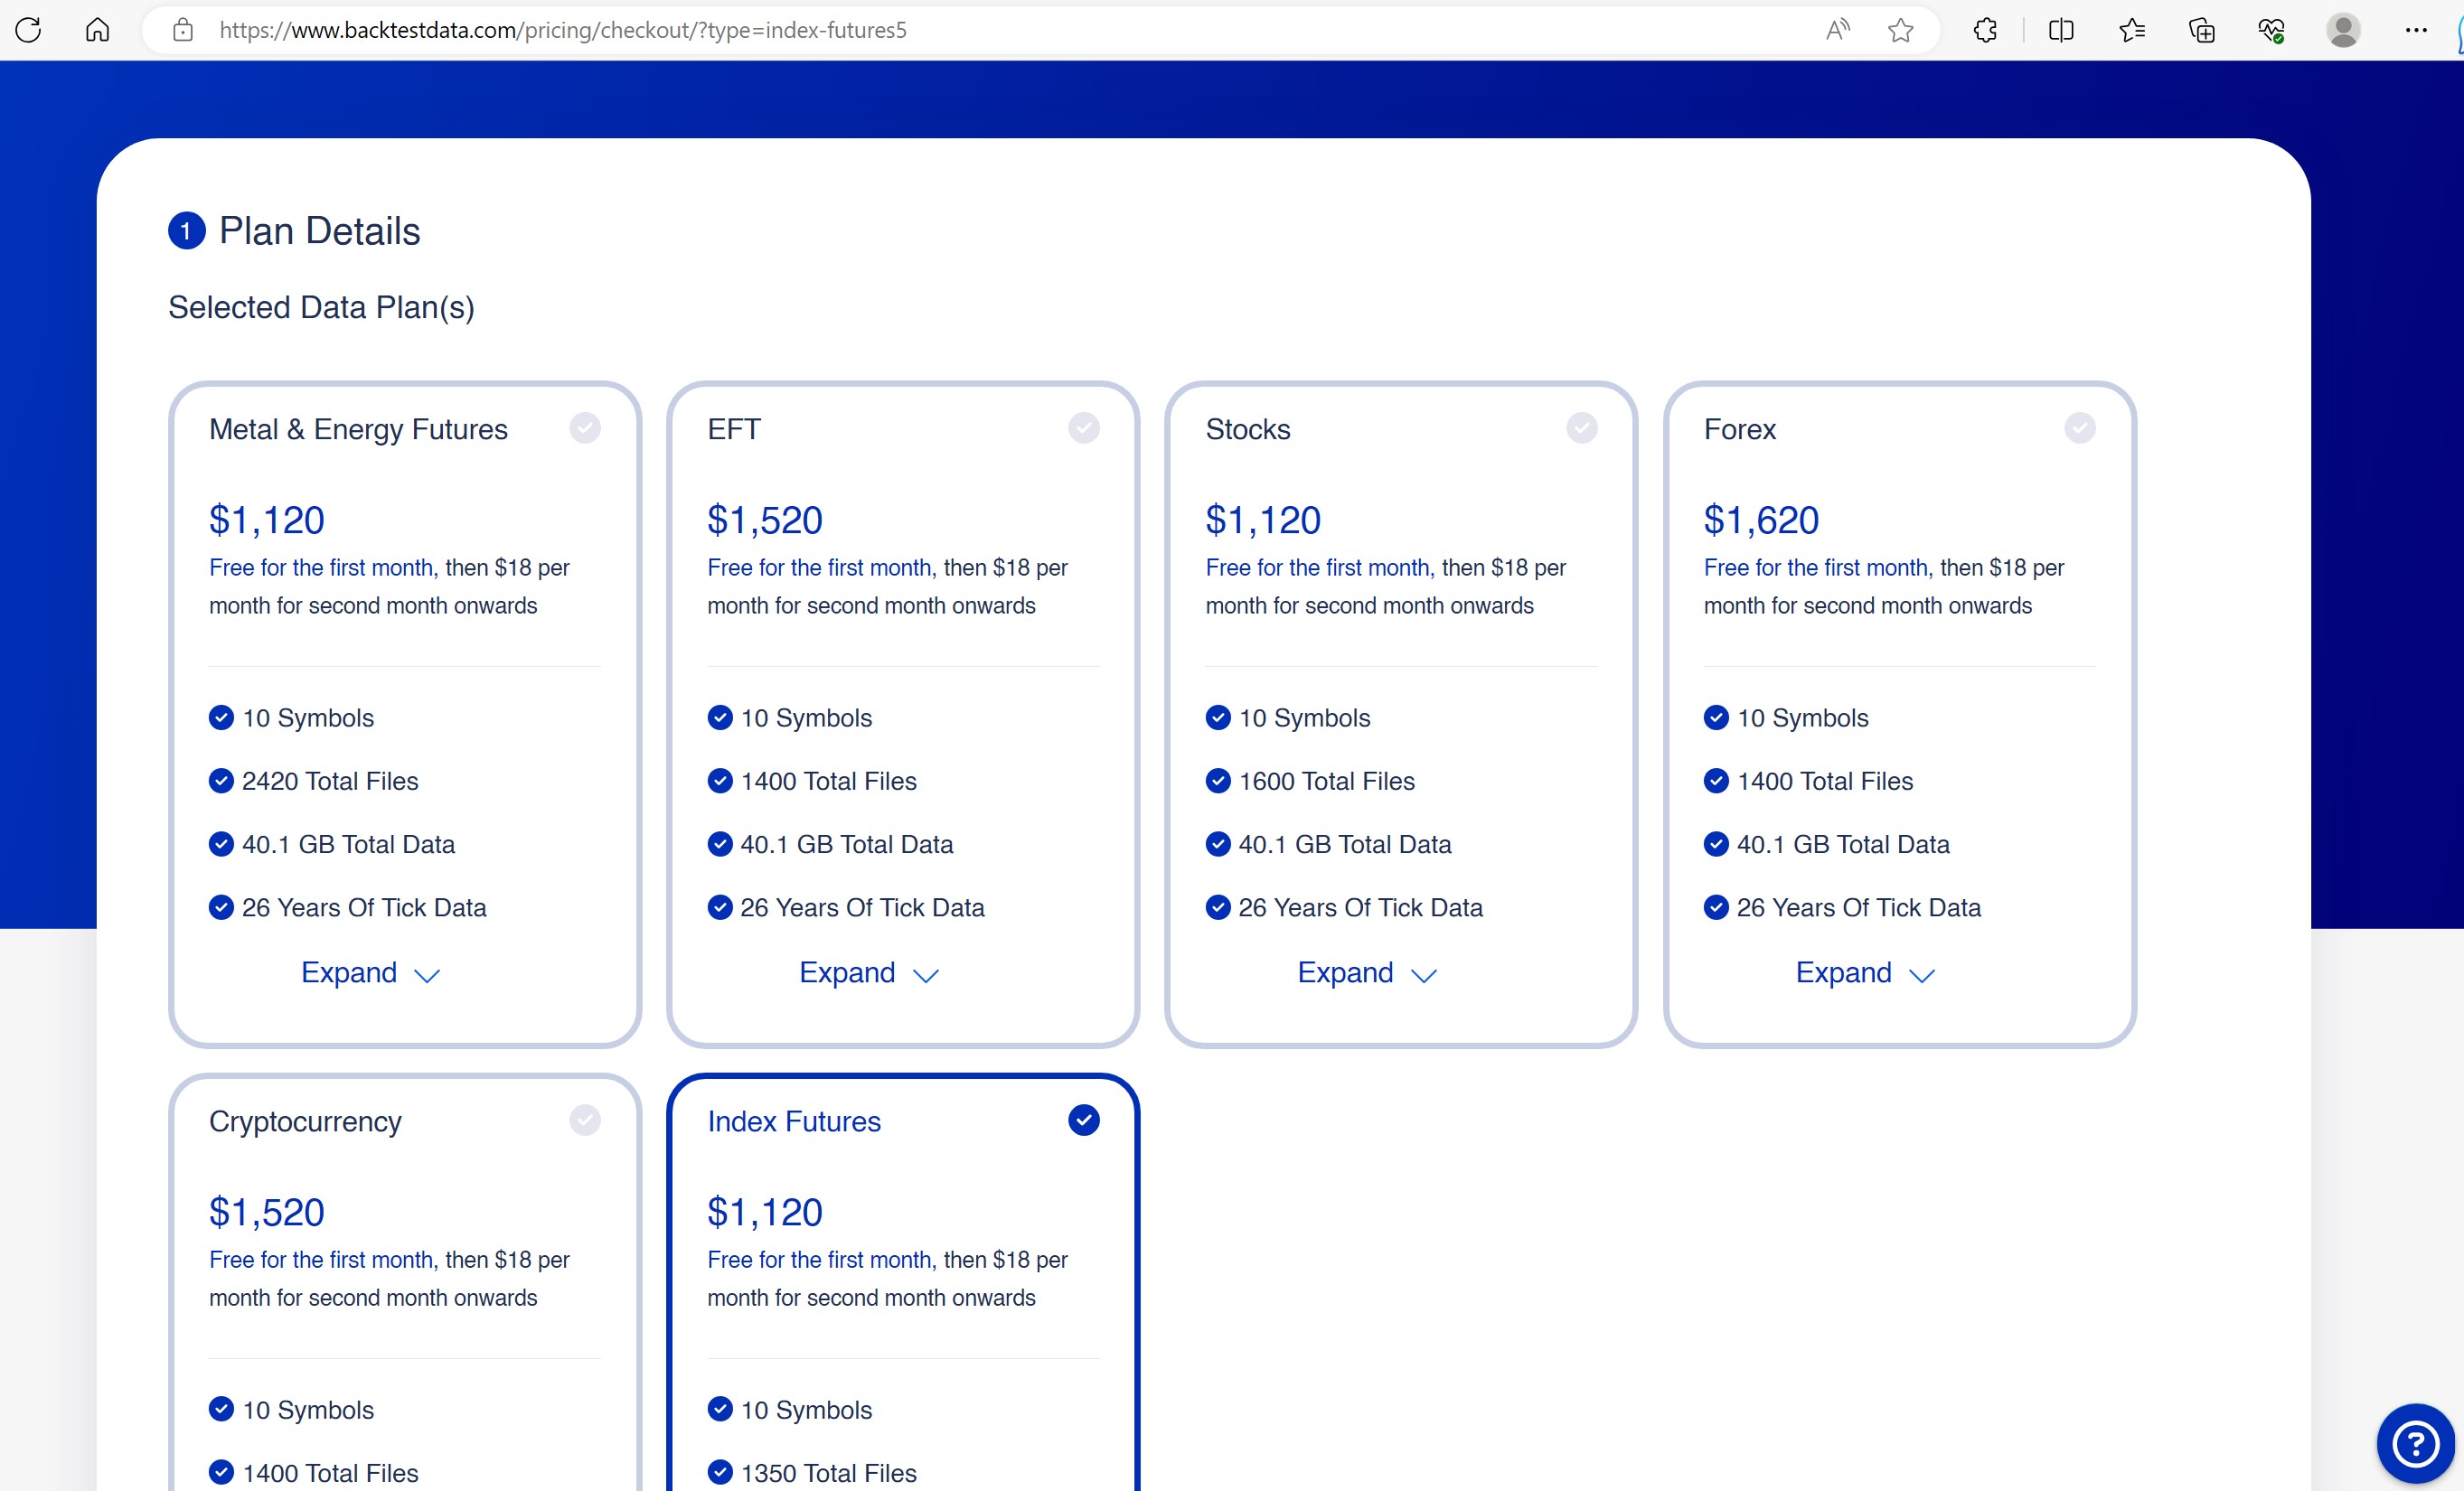 https://www.backtestdata.com/pricing/checkout/?type=index-futures5
1 Plan Details
Selected Data Plan(s)
Metal & Energy Futures
$1,120
Free for the first month, then $18 per
month for second month onwards
10 Symbols
2420 Total Files
40.1 GB Total Data
26 Years Of Tick Data
Expand
EFT
$1,520
Free for the first month, then $18 per
month for second month onwards
10 Symbols
1400 Total Files
40.1 GB Total Data
26 Years Of Tick Data
Expand
Stocks
$1,120
Free for the first month, then $18 per
month for second month onwards
10 Symbols
1600 Total Files
40.1 GB Total Data
26 Years Of Tick Data
Expand
Forex
$1,620
Free for the first month, then $18 per
month for second month onwards
10 Symbols
1400 Total Files
40.1 GB Total Data
26 Years Of Tick Data
Expand
Cryptocurrency
$1,520
Free for the first month, then $18 per
month for second month onwards
10 Symbols
1400 Total Files
Index Futures
$1,120
Free for the first month, then $18 per
month for second month onwards
10 Symbols
1350 Total Files